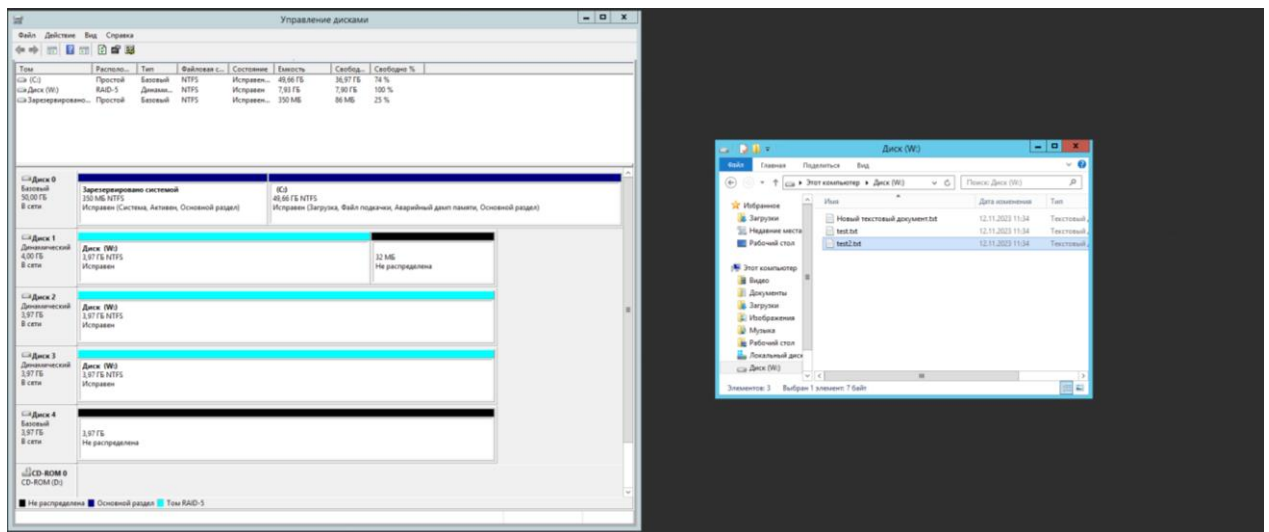 Управление дисками
Файл Действие Вид Справка
Том Располо... Тип Файловая с... Состояние Емкость Свобод... Свободно %
(C:) Простой Базовый NTFS Исправен... 49,66 ГБ 36,97 ГБ 74 %
Диск (W:) RAID-5 Динами... NTFS Исправен... 7,93 ГБ 7,90 ГБ 100 %
Зарезервировано... Простой Базовый NTFS Исправен... 350 МБ 86 МБ 25 %
Диск 0
Базовый
50,00 ГБ
В сети
Зарезервировано системой
350 МБ NTFS
Исправен (Система, Активен, Основной раздел)
(C:)
49,66 ГБ NTFS
Исправен (Загрузка, Файл подкачки, Аварийный дамп памяти, Основной раздел)
Диск 1
Динамический
4,00 ГБ
В сети
Диск (W:)
3,97 ГБ NTFS
Исправен
32 МБ
Не распределена
Диск 2
Динамический
3,97 ГБ
В сети
Диск (W:)
3,97 ГБ NTFS
Исправен
Диск 3
Динамический
3,97 ГБ
В сети
Диск (W:)
3,97 ГБ NTFS
Исправен
Диск 4
Базовый
3,97 ГБ
В сети
3,97 ГБ
Не распределена
CD-ROM 0
CD-ROM (D:)
Не распределена Основной раздел Том RAID-5
Диск (W:)
Файл Главная Поделиться Вид
Этот компьютер Диск (W:) Поиск: Диск (W:)
Избранное
Загрузки
Недавние места
Рабочий стол
Этот компьютер
Видео
Документы
Загрузки
Изображения
Музыка
Рабочий стол
Локальный диск
Диск (W:)
Имя Дата изменения Тип
Новый текстовый документ.txt 12.11.2023 11:34 Текстовый
test.txt 12.11.2023 11:34 Текстовый
test2.txt 12.11.2023 11:34 Текстовый
Элементов: 3 Выбран 1 элемент: 7 байт